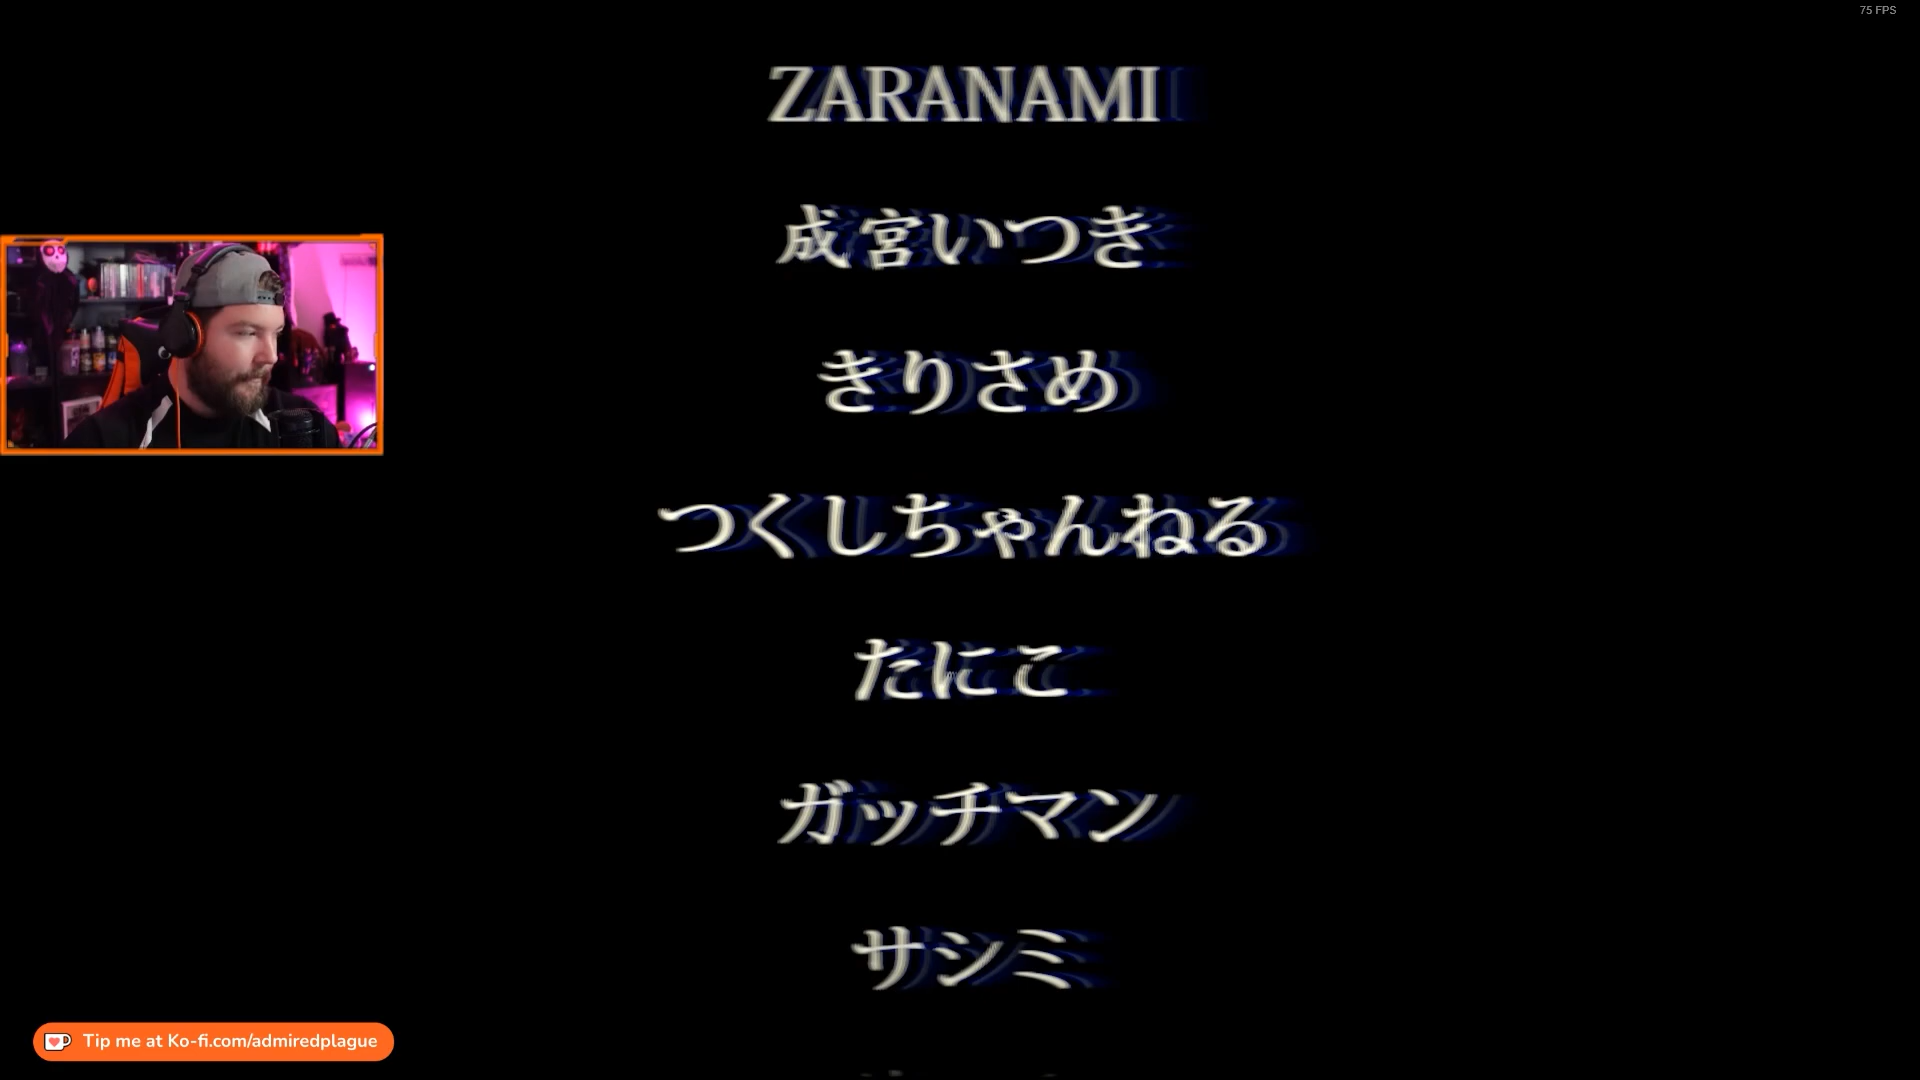 75 FPS
ZARANAMI
成宮いつき
きりさめ
つくしちゃんねる
たにこ
ガッチマン
サシミ
Tip me at Ko-fi.com/admiredplague